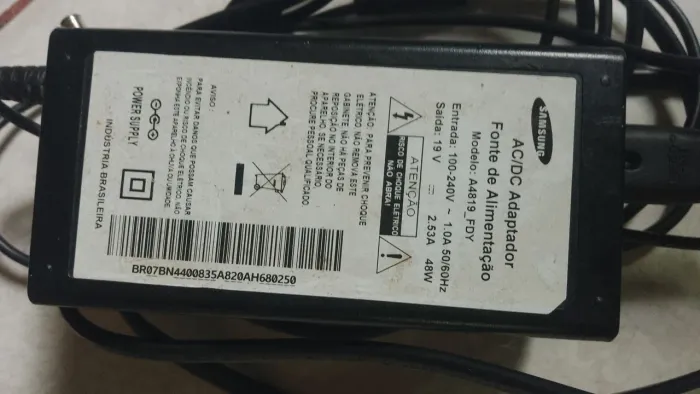 SAMSUNG
AC/DC Adaptador
Fonte de Alimentação
Modelo: A4819_FDY
Entrada: 100-240V ~ 1.0A 50/60Hz
Saída: 19 V ⎓ 2.53A 48W
ATENÇÃO
RISCO DE CHOQUE ELÉTRICO
NÃO ABRA!
ATENÇÃO: PARA PREVENIR CHOQUE
ELÉTRICO, NÃO REMOVA ESTE
GABINETE. NÃO HÁ PEÇAS DE
REPOSIÇÃO NO INTERIOR DO
APARELHO. SE NECESSÁRIO,
PROCURE PESSOAL QUALIFICADO
AVISO:
PARA EVITAR DANOS QUE POSSAM CAUSAR
INCÊNDIO OU RISCO DE CHOQUE ELÉTRICO, NÃO
EXPONHA ESTE APARELHO À CHUVA OU UMIDADE.
POWER SUPPLY
INDÚSTRIA BRASILEIRA
BR07BN4400835A820AH680250